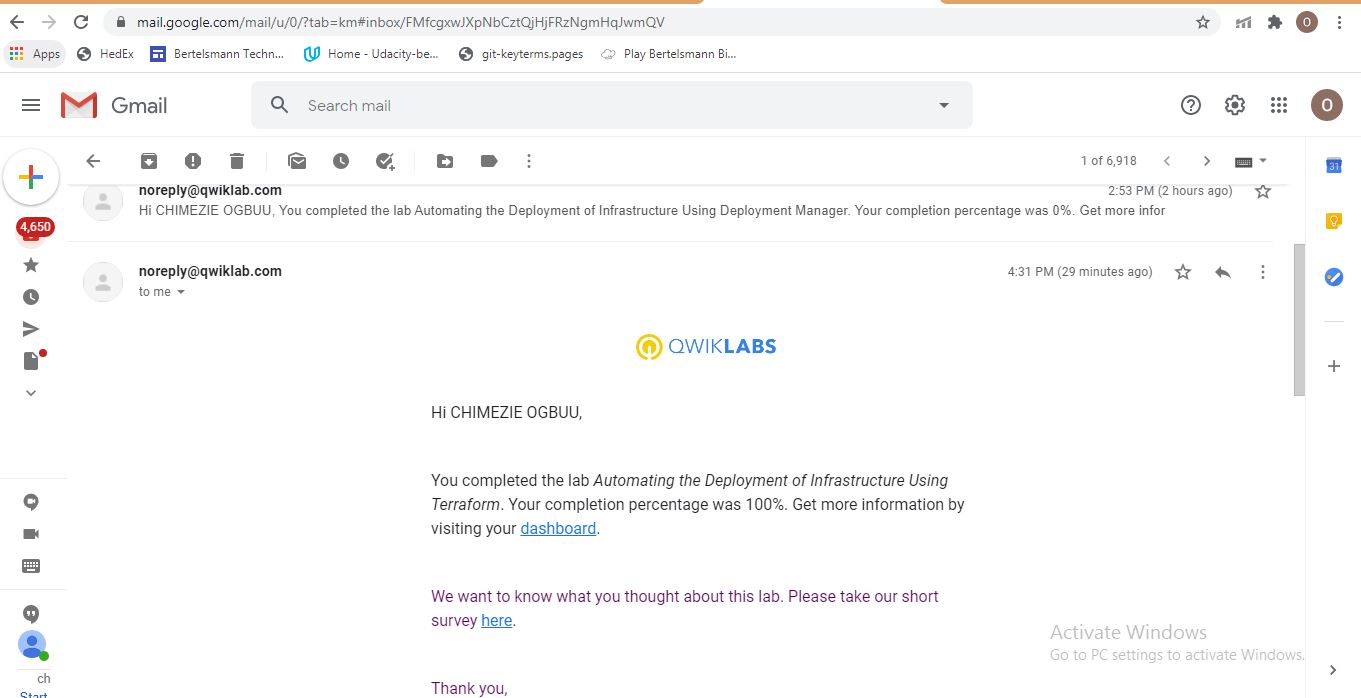 mail.google.com/mail/u/0/?tab=km#inbox/FMfcgxwJXpNbCztQjHjFRzNgmHqJwmQV
O
Apps HedEx Bertelsmann Techn... Home - Udacity-be... git-keyterms.pages Play Bertelsmann Bi...
Gmail Search mail O
1 of 6,918 31
noreply@qwiklab.com 2:53 PM (2 hours ago)
Hi CHIMEZIE OGBUU, You completed the lab Automating the Deployment of Infrastructure Using Deployment Manager. Your completion percentage was 0%. Get more infor
4,650
noreply@qwiklab.com 4:31 PM (29 minutes ago)
to me
QWIKLABS
Hi CHIMEZIE OGBUU,
You completed the lab Automating the Deployment of Infrastructure Using
Terraform. Your completion percentage was 100%. Get more information by
visiting your dashboard.
We want to know what you thought about this lab. Please take our short
survey here.
Activate Windows
Go to PC settings to activate Windows.
ch
Start
Thank you,